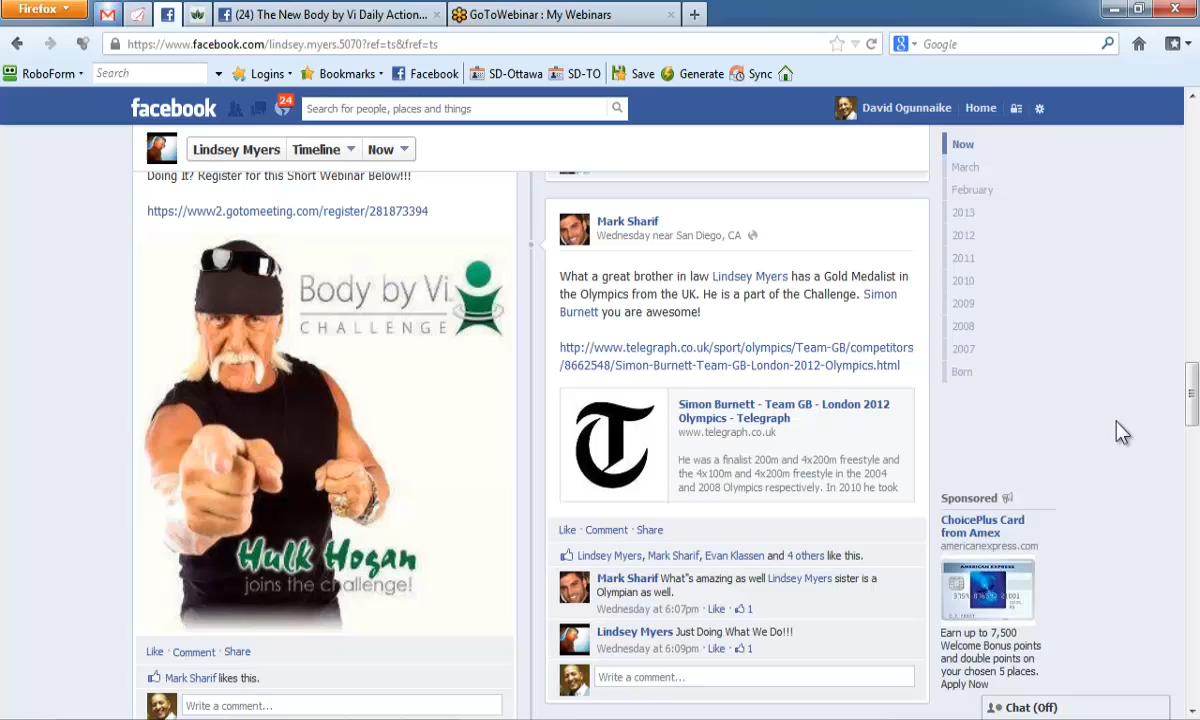 Firefox
(24) The New Body by Vi Daily Action...
GoToWebinar : My Webinars
https://www.facebook.com/lindsey.myers.5070?ref=ts&fref=ts
Google
RoboForm
Search
Logins
Bookmarks
Facebook
SD-Ottawa
SD-TO
Save
Generate
Sync
facebook
24
Search for people, places and things
David Ogunnaike
Home
Lindsey Myers
Timeline
Now
Doing It? Register for this Short Webinar Below!!!
https://www2.gotomeeting.com/register/281873394
Body by Vi
CHALLENGE
Hulk Hogan
joins the challenge!
Like · Comment · Share
Mark Sharif likes this.
Write a comment...
Mark Sharif
Wednesday near San Diego, CA
What a great brother in law Lindsey Myers has a Gold Medalist in
the Olympics from the UK. He is a part of the Challenge. Simon
Burnett you are awesome!
http://www.telegraph.co.uk/sport/olympics/Team-GB/competitors
/8662548/Simon-Burnett-Team-GB-London-2012-Olympics.html
T
Simon Burnett - Team GB - London 2012
Olympics - Telegraph
www.telegraph.co.uk
He was a finalist 200m and 4x200m freestyle and
the 4x100m and 4x200m freestyle in the 2004
and 2008 Olympics respectively. In 2010 he took
Like · Comment · Share
Lindsey Myers, Mark Sharif, Evan Klassen and 4 others like this.
Mark Sharif What"s amazing as well Lindsey Myers sister is a
Olympian as well.
Wednesday at 6:07pm · Like · 1
Lindsey Myers Just Doing What We Do!!!
Wednesday at 6:09pm · Like · 1
Write a comment...
Now
March
February
2013
2012
2011
2010
2009
2008
2007
Born
Sponsored
ChoicePlus Card
from Amex
americanexpress.com
AMERICAN EXPRESS
Earn up to 7,500
Welcome Bonus points
and double points on
your chosen 5 places.
Apply Now
Chat (Off)